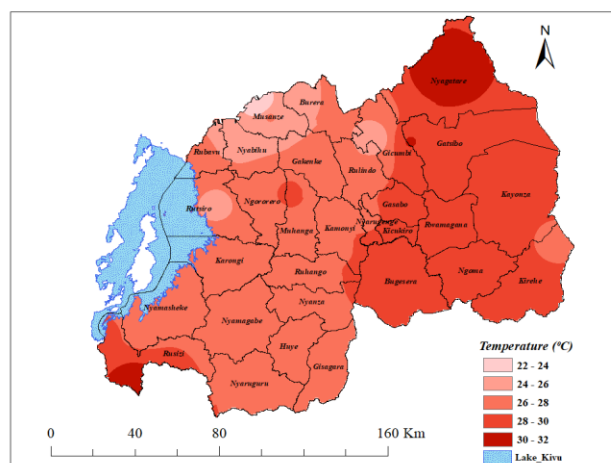 N
Nyagatare
Burera
Musanze
Rubavu
Nyabihu
Gakenke
Gicumbi
Gatsibo
Rulindo
Rutsiro
Ngororero
Gasabo
Kayonza
Nyarugenge
Rwamagana
Muhanga
Kamonyi
Kicukiro
Karongi
Ruhango
Bugesera
Ngoma
Kirehe
Nyamasheke
Nyanza
Nyamagabe
Huye
Rusizi
Gisagara
Nyaruguru
Temperature (°C)
22 - 24
24 - 26
26 - 28
28 - 30
30 - 32
Lake_Kivu
0 40 80 160 Km